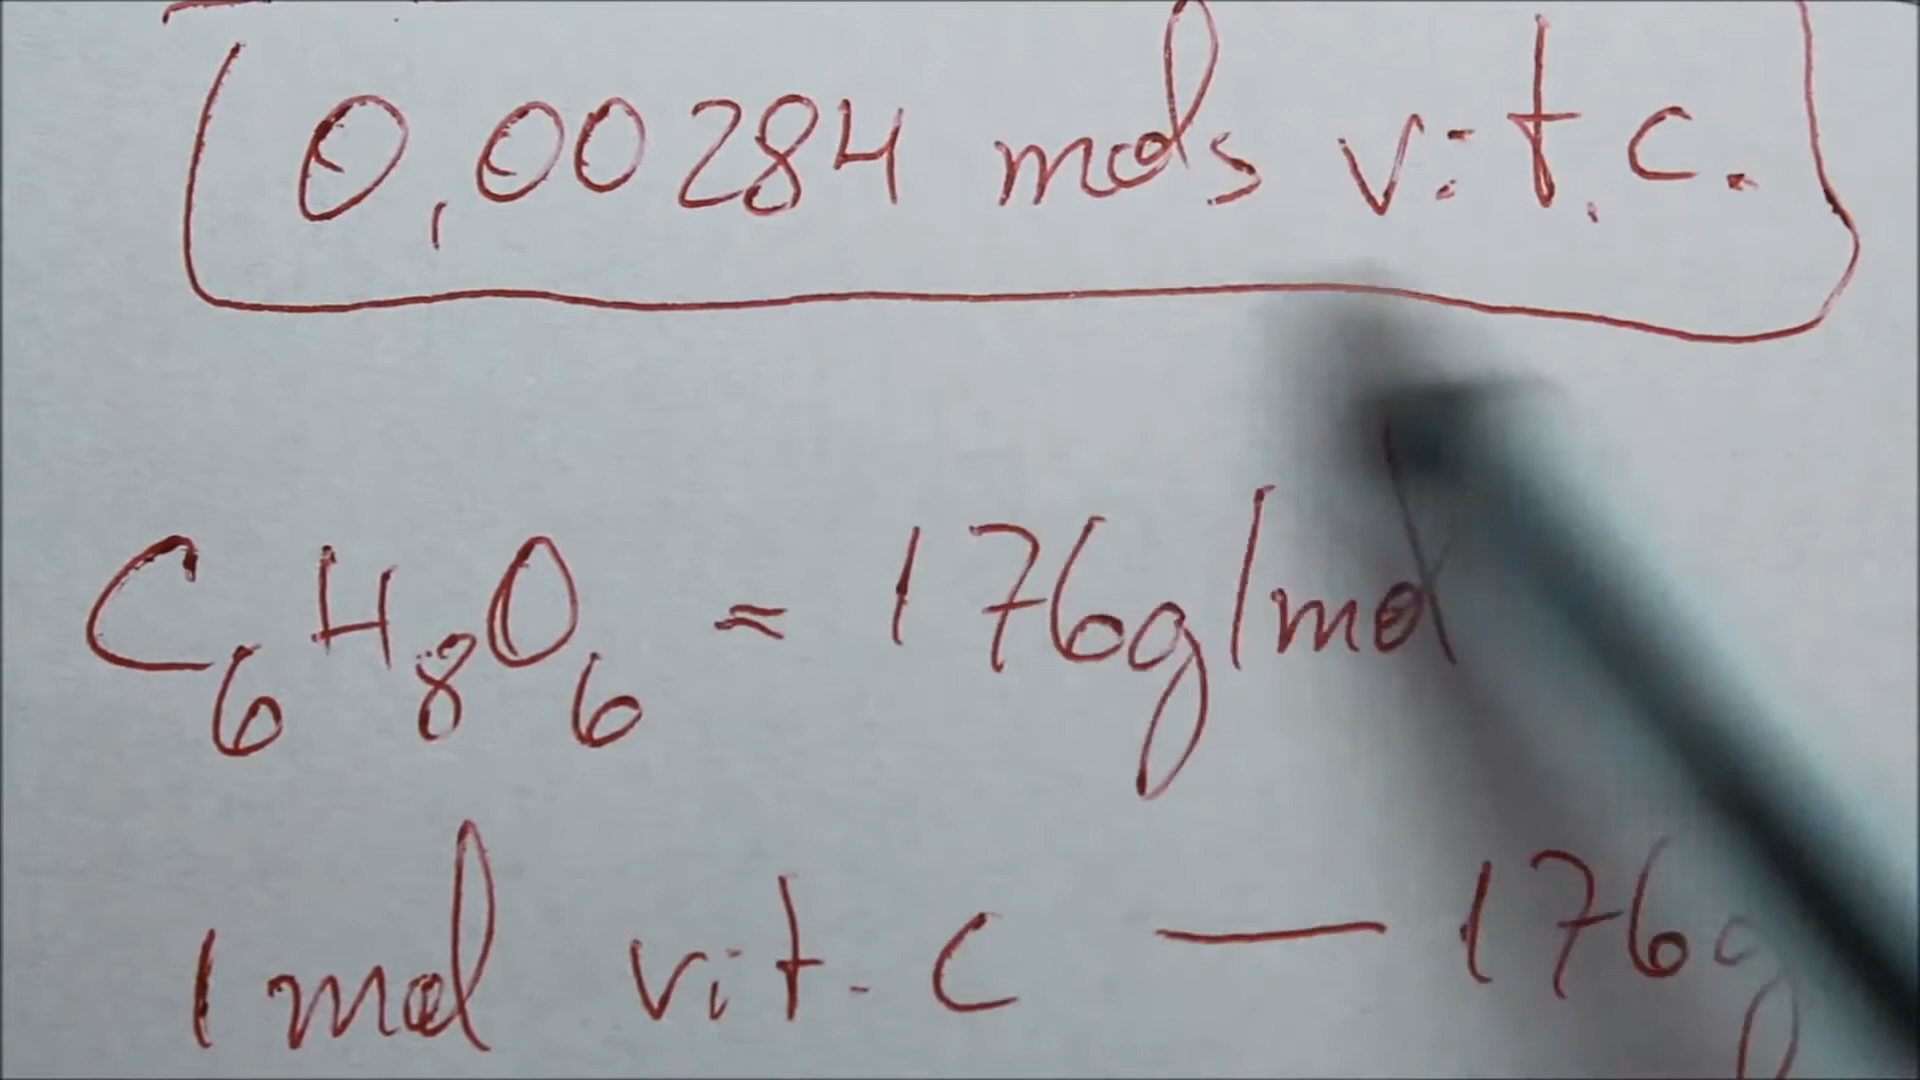 0,00284 mols vit. c.
C6H8O6 = 176g/mol
1 mol vit. c — 176g